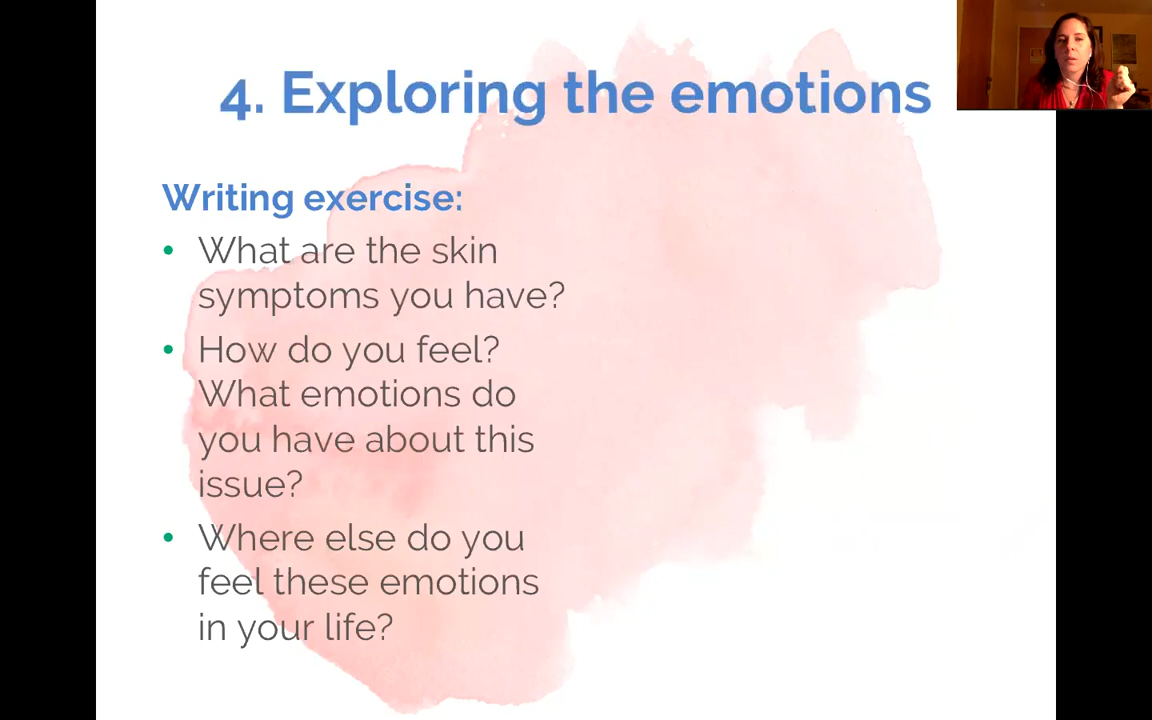 4. Exploring the emotions
Writing exercise:
• What are the skin
symptoms you have?
• How do you feel?
What emotions do
you have about this
issue?
• Where else do you
feel these emotions
in your life?